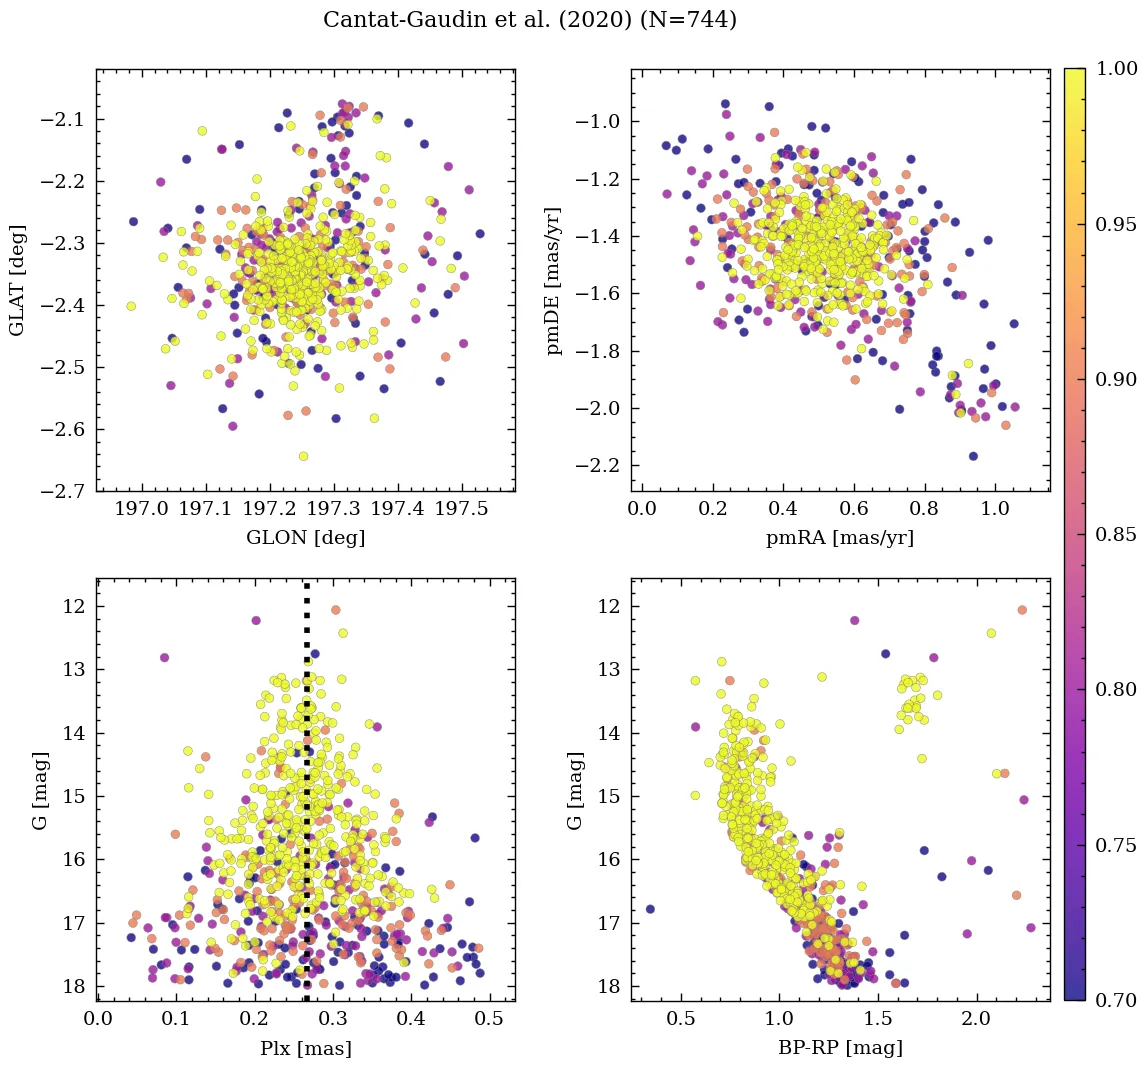 Cantat-Gaudin et al. (2020) (N=744)
−2.1
−2.2
−2.3
−2.4
−2.5
−2.6
−2.7
GLAT [deg]
197.0 197.1 197.2 197.3 197.4 197.5
GLON [deg]
−1.0
−1.2
−1.4
−1.6
−1.8
−2.0
−2.2
pmDE [mas/yr]
0.0 0.2 0.4 0.6 0.8 1.0
pmRA [mas/yr]
12
13
14
15
16
17
18
G [mag]
0.0 0.1 0.2 0.3 0.4 0.5
Plx [mas]
12
13
14
15
16
17
18
G [mag]
0.5 1.0 1.5 2.0
BP-RP [mag]
1.00
0.95
0.90
0.85
0.80
0.75
0.70